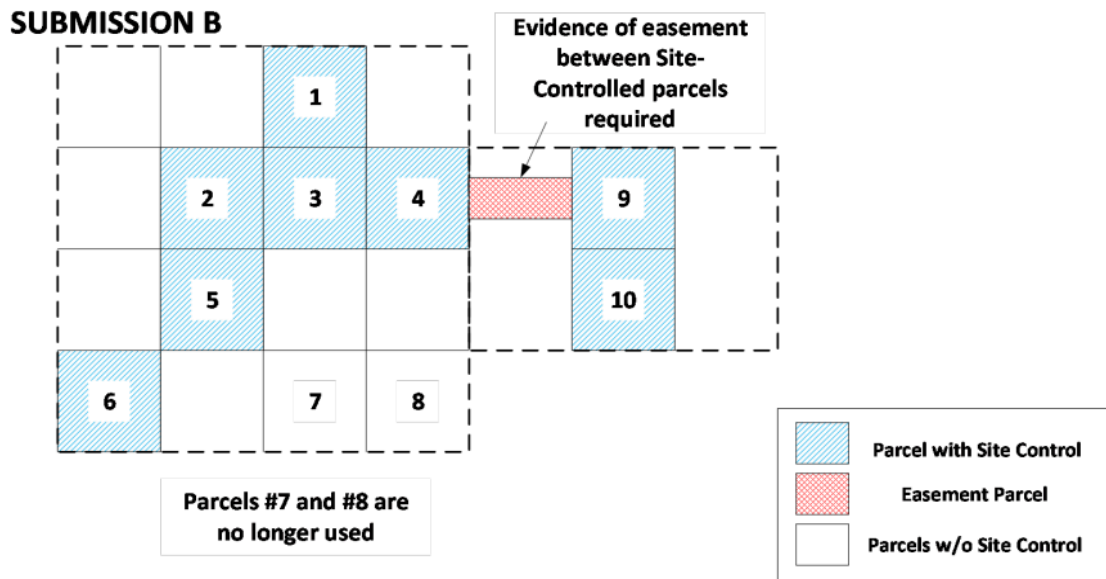 SUBMISSION B
Evidence of easement
between Site-
Controlled parcels
required
1
2
3
4
9
5
10
6
7
8
Parcels #7 and #8 are
no longer used
Parcel with Site Control
Easement Parcel
Parcels w/o Site Control